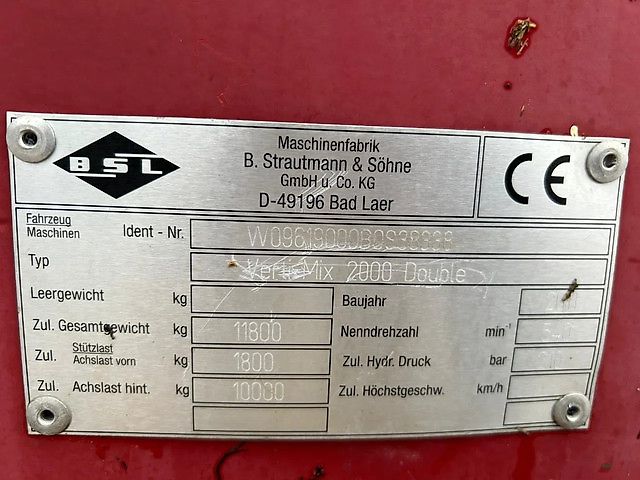 BSL
Maschinenfabrik
B. Strautmann & Söhne
GmbH u. Co. KG
D-49196 Bad Laer
CE
Fahrzeug
Maschinen
Ident - Nr.
Typ Verti-Mix 2000 Double
Leergewicht kg
Baujahr
Zul. Gesamtgewicht kg 11800
Nenndrehzahl min-1
Zul. Stützlast
Achslast vorn kg 1800
Zul. Hydr. Druck bar
Zul. Achslast hint. kg 10000
Zul. Höchstgeschw. km/h